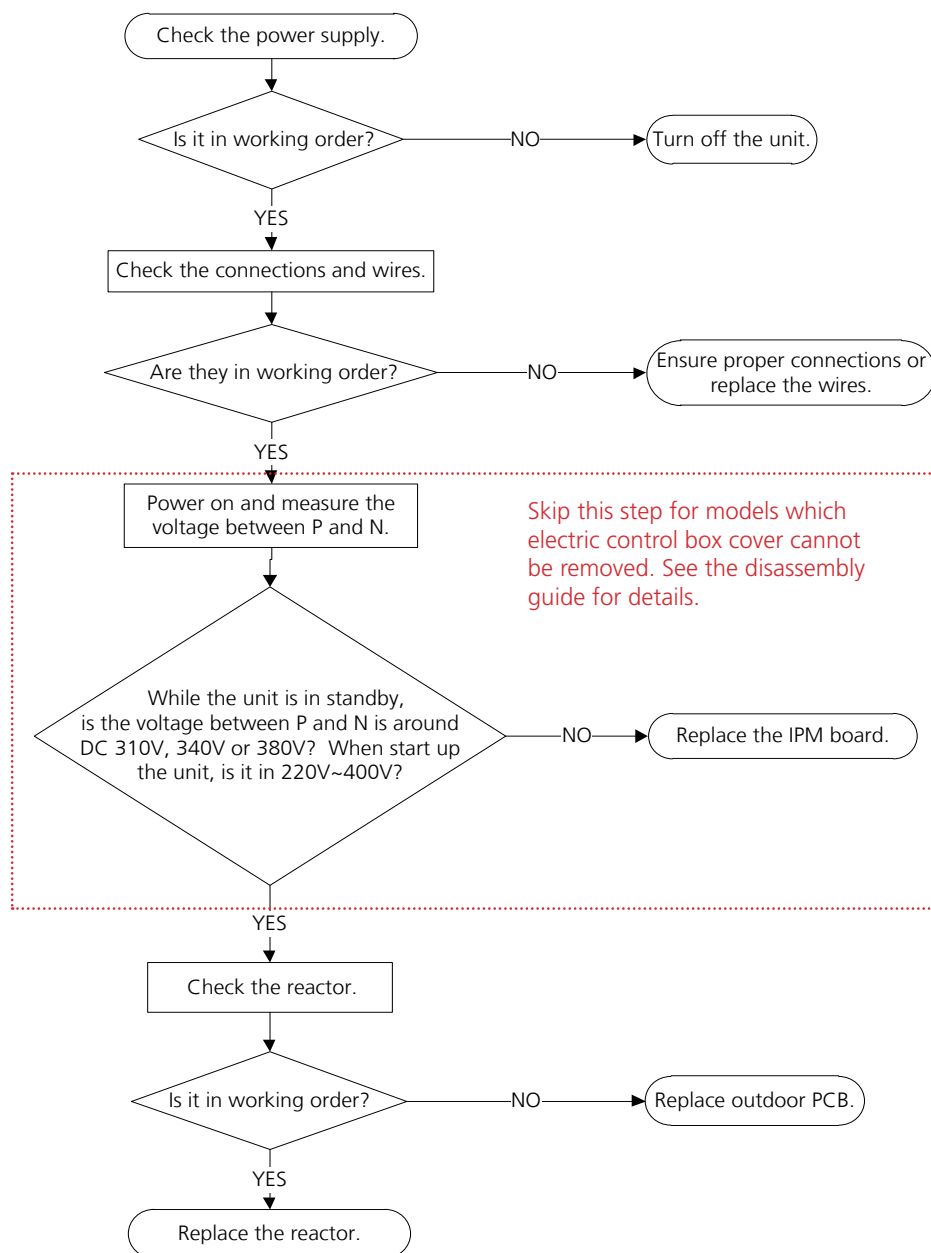 Check the power supply.
Is it in working order?
NO
Turn off the unit.
YES
Check the connections and wires.
Are they in working order?
NO
Ensure proper connections or
replace the wires.
YES
Power on and measure the
voltage between P and N.
Skip this step for models which
electric control box cover cannot
be removed. See the disassembly
guide for details.
While the unit is in standby,
is the voltage between P and N is around
DC 310V, 340V or 380V?  When start up
the unit, is it in 220V~400V?
NO
Replace the IPM board.
YES
Check the reactor.
Is it in working order?
NO
Replace outdoor PCB.
YES
Replace the reactor.